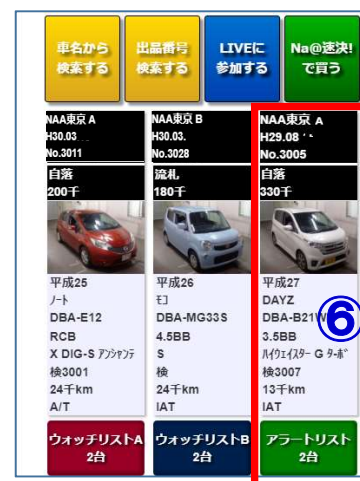 車名から
検索する
出品番号
検索する
LIVEに
参加する
Na@速決!
で買う
NAA東京 A
H30.03
No.3011
自落
200千
平成25
ノート
DBA-E12
RCB
X DIG-S アンシャンテ
検3001
24千km
A/T
NAA東京 B
H30.03.
No.3028
流札
180千
平成26
モコ
DBA-MG33S
4.5BB
S
検
24千km
IAT
NAA東京 A
H29.08
No.3005
自落
330千
平成27
DAYZ
DBA-B21W
3.5BB
ハイウェイスター G ターボ
検3007
13千km
IAT
⑥
ウォッチリストA
2台
ウォッチリストB
2台
アラートリスト
2台